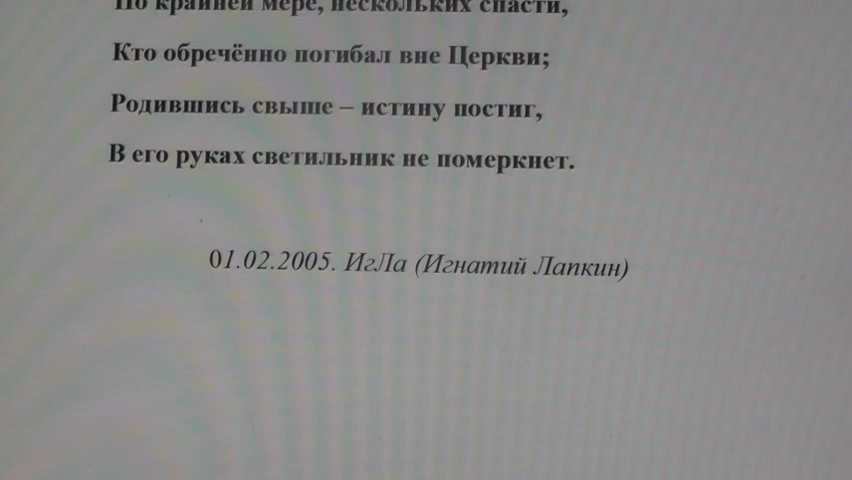 По крайней мере, нескольких спасти,
Кто обречённо погибал вне Церкви;
Родившись свыше – истину постиг,
В его руках светильник не померкнет.
01.02.2005. ИгЛа (Игнатий Лапкин)